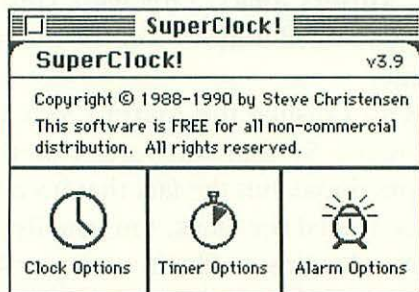 SuperClock!
SuperClock! v3.9
Copyright © 1988-1990 by Steve Christensen
This software is FREE for all non-commercial
distribution. All rights reserved.
Clock Options Timer Options Alarm Options